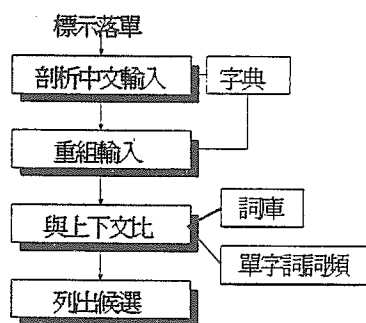 標示落單
剖析中文輸入
字典
重組輸入
與上下文比
詞庫
單字詞詞頻
列出候選